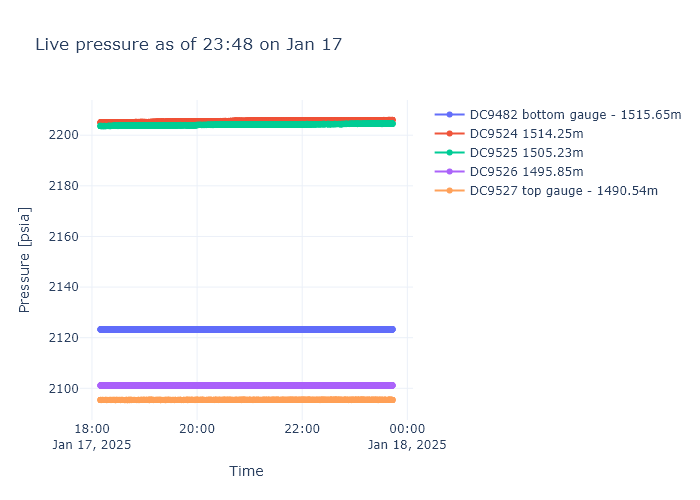 Live pressure as of 23:48 on Jan 17
DC9482 bottom gauge - 1515.65m
DC9524 1514.25m
DC9525 1505.23m
DC9526 1495.85m
DC9527 top gauge - 1490.54m
Pressure [psia]
2200
2180
2160
2140
2120
2100
18:00
Jan 17, 2025
20:00
22:00
00:00
Jan 18, 2025
Time